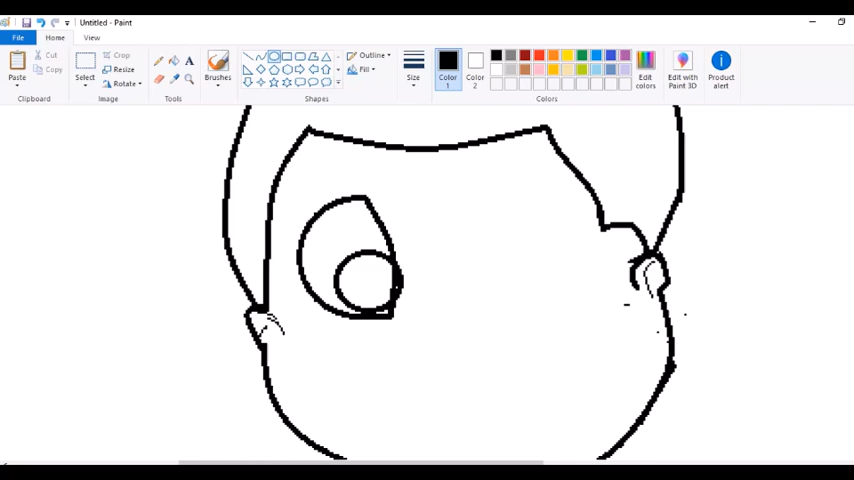 Untitled - Paint
File
Home
View
Paste
Cut
Copy
Clipboard
Select
Crop
Resize
Rotate
Image
A
Tools
Brushes
Outline
Fill
Shapes
Size
Color
1
Color
2
Edit
colors
Colors
Edit with
Paint 3D
Product
alert